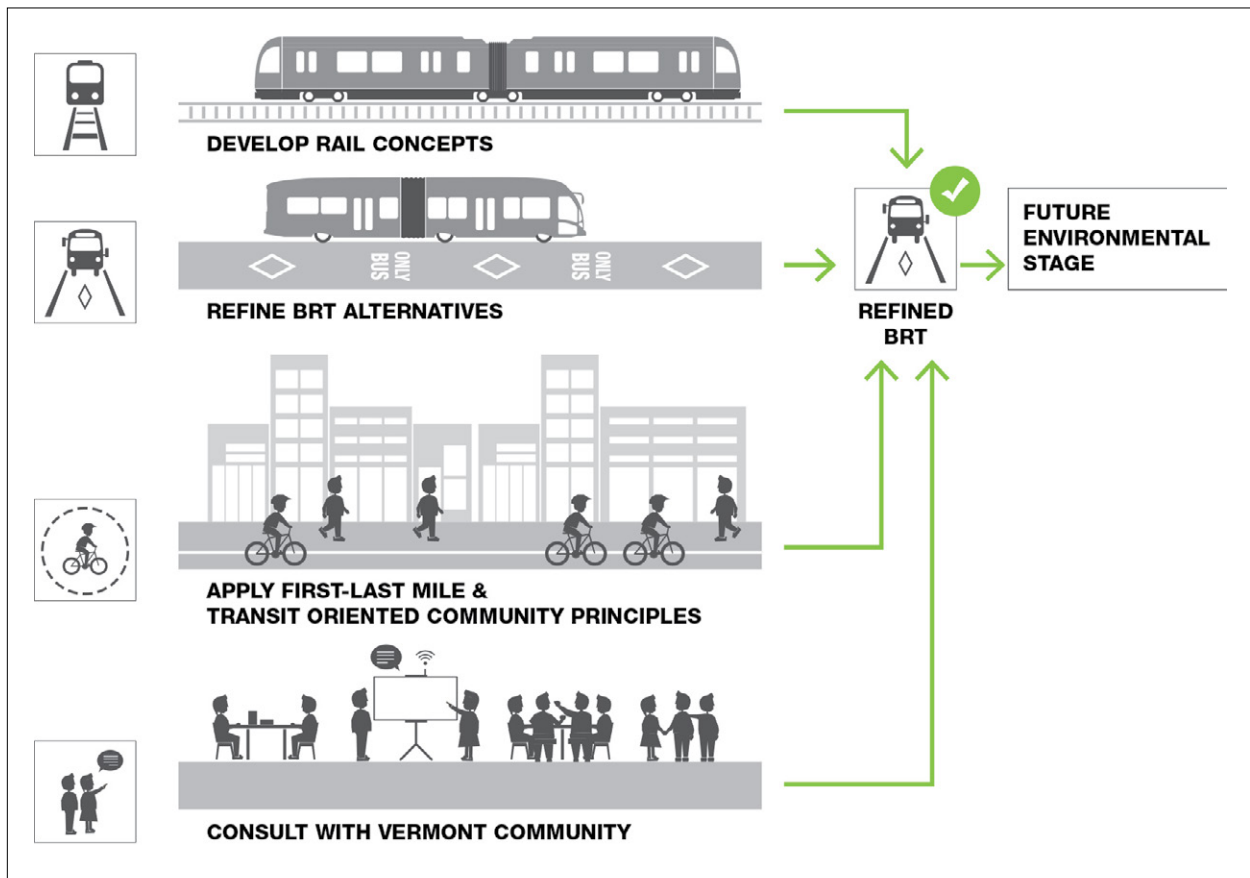 DEVELOP RAIL CONCEPTS
ONLY
BUS
ONLY
BUS
REFINE BRT ALTERNATIVES
APPLY FIRST-LAST MILE &
TRANSIT ORIENTED COMMUNITY PRINCIPLES
CONSULT WITH VERMONT COMMUNITY
REFINED
BRT
FUTURE
ENVIRONMENTAL
STAGE